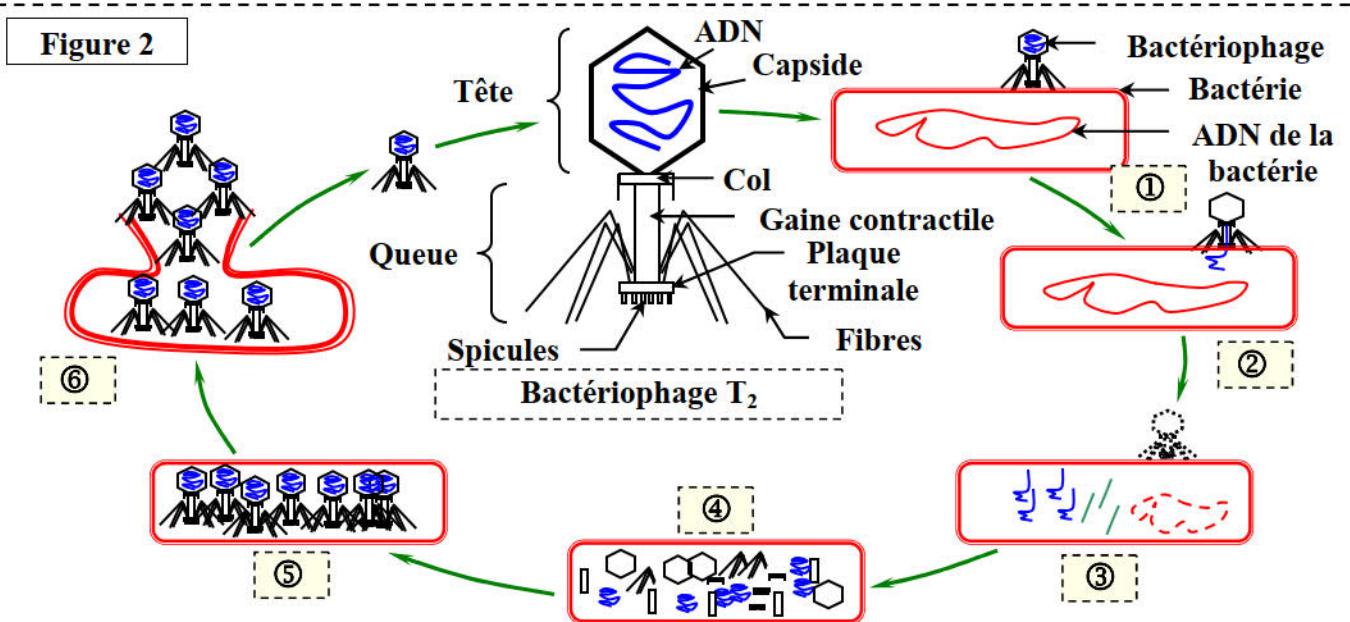 Figure 2
ADN
Capside
Tête
Col
Gaine contractile
Queue
Plaque
terminale
Spicules
Fibres
Bactériophage T₂
Bactériophage
Bactérie
ADN de la
bactérie
①
②
③
④
⑤
⑥